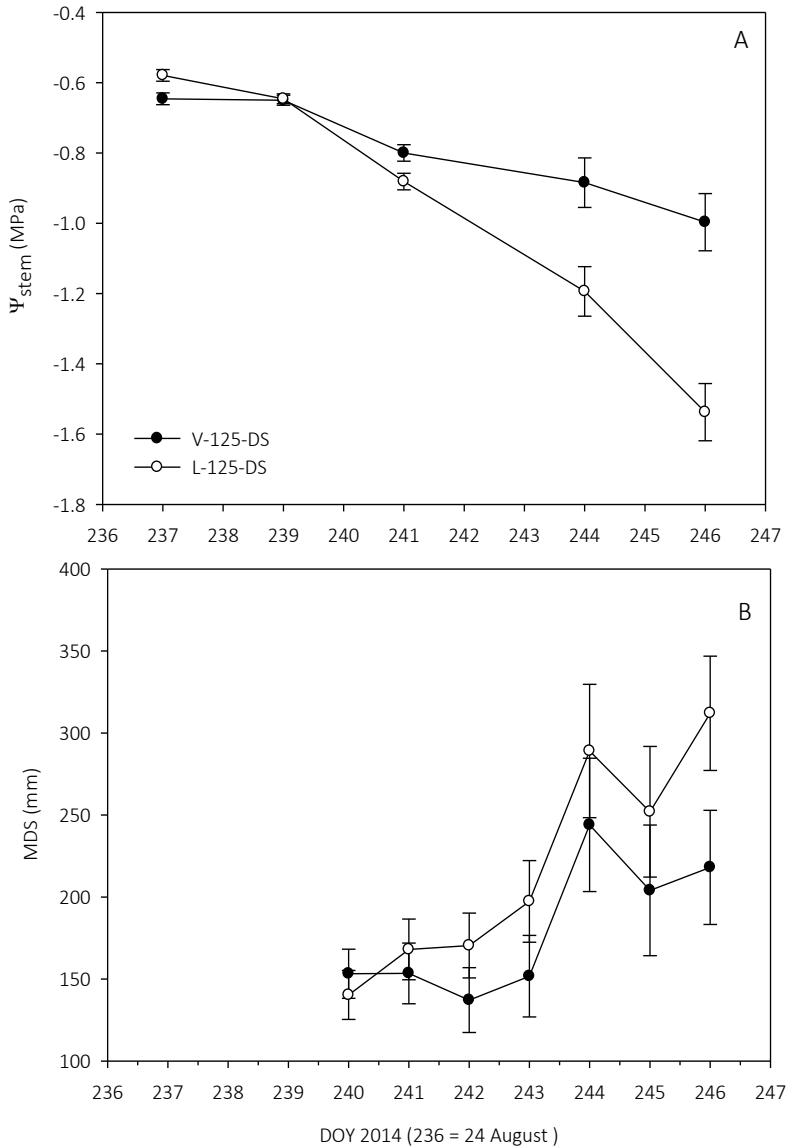 A
-0.4
-0.6
-0.8
-1.0
-1.2
-1.4
-1.6
-1.8
Ψstem (MPa)
V-125-DS
L-125-DS
236 237 238 239 240 241 242 243 244 245 246 247
B
400
350
300
250
200
150
100
MDS (mm)
236 237 238 239 240 241 242 243 244 245 246 247
DOY 2014 (236 = 24 August )